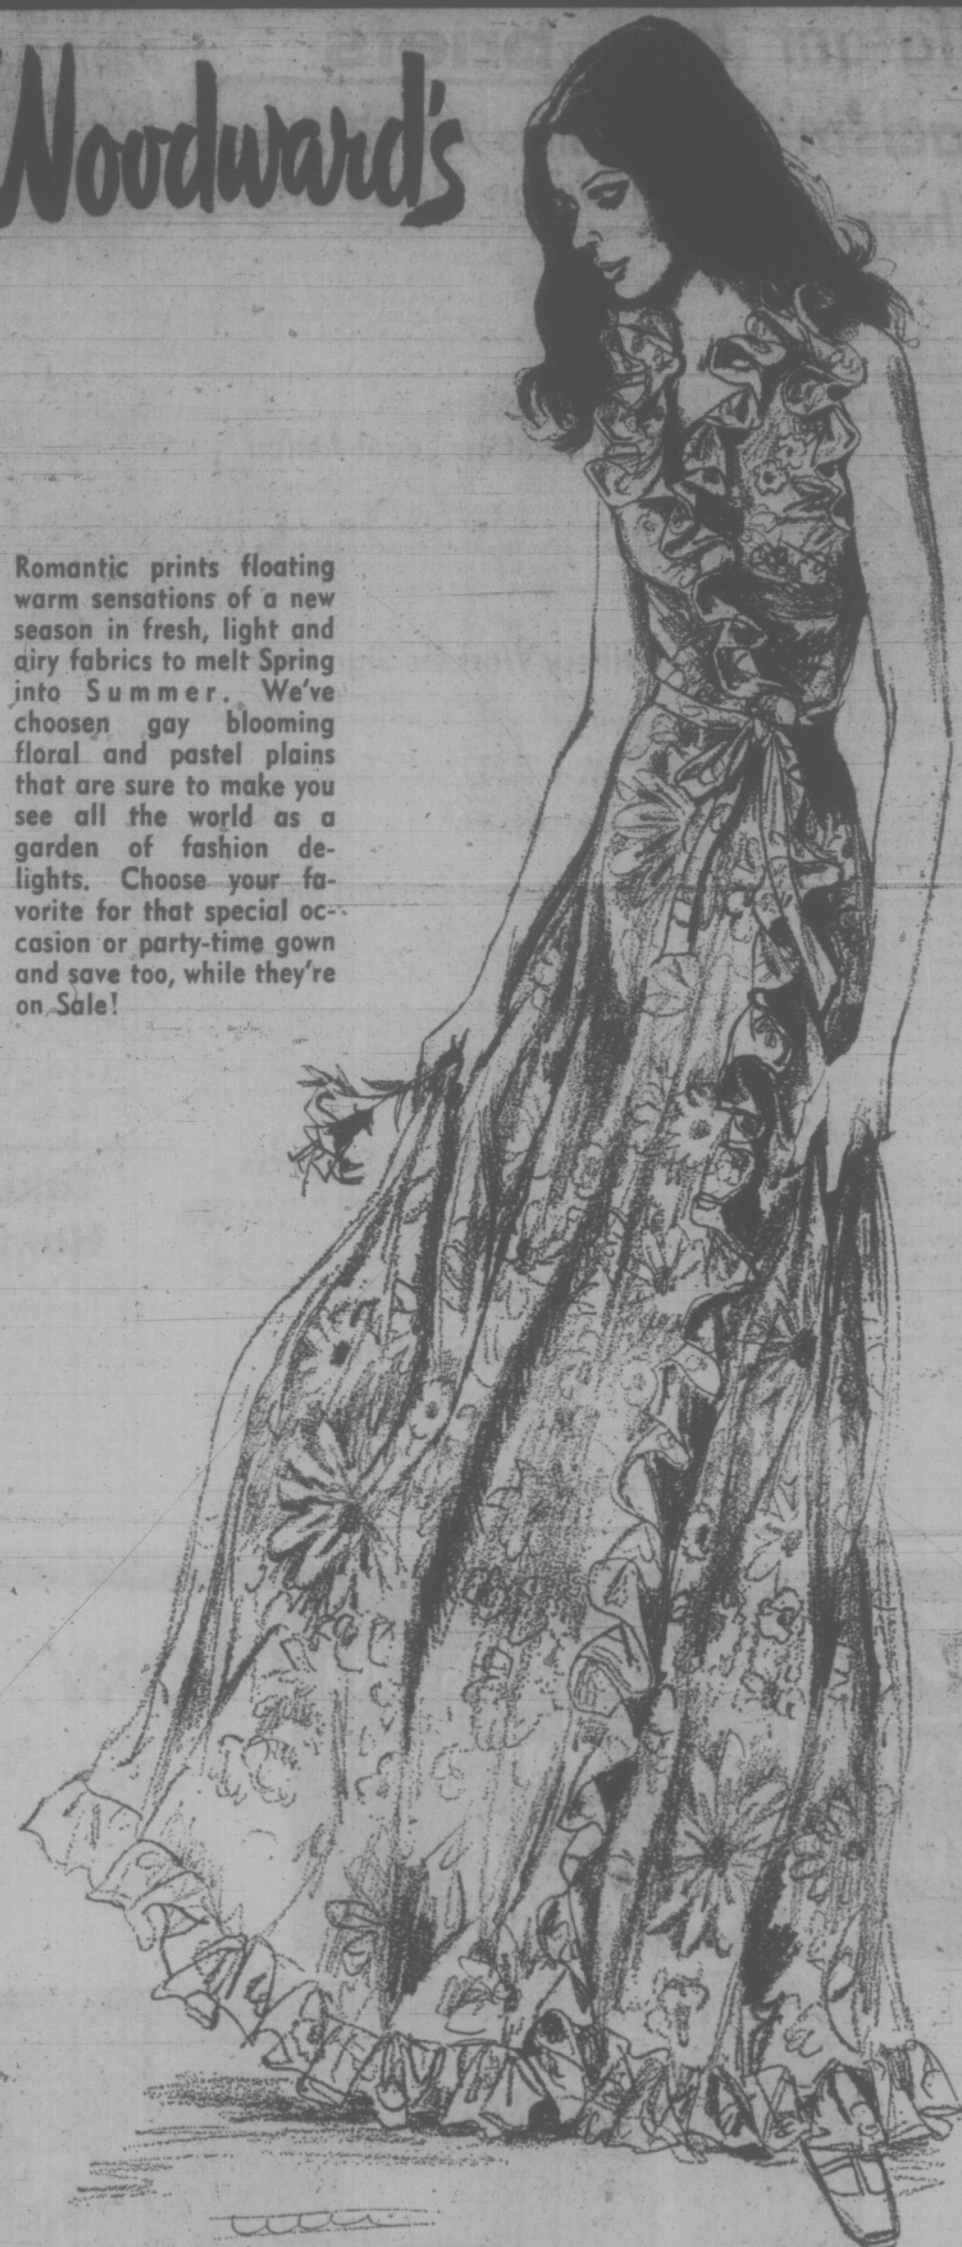 Woodward's
Romantic prints floating
warm sensations of a new
season in fresh, light and
airy fabrics to melt Spring
into Summer. We've
choosen gay blooming
floral and pastel plains
that are sure to make you
see all the world as a
garden of fashion de-
lights. Choose your fa-
vorite for that special oc-
casion or party-time gown
and save too, while they're
on Sale!